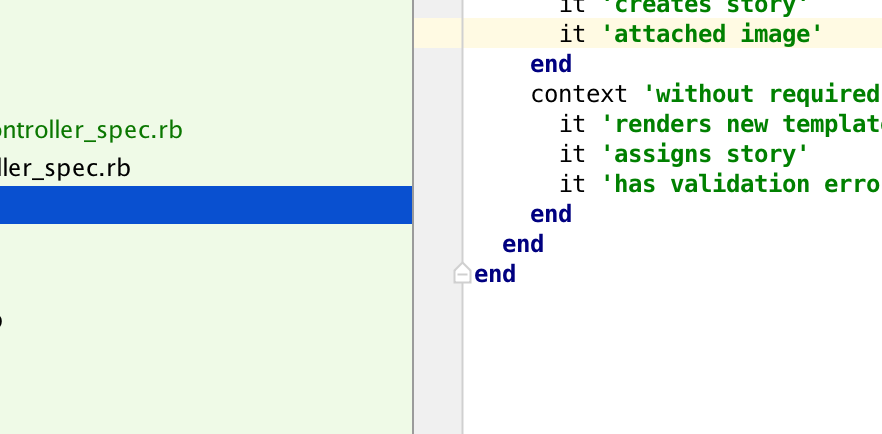 it 'creates story'
it 'attached image'
end
context 'without required
it 'renders new templat
it 'assigns story'
it 'has validation erro
end
end
end
ontroller_spec.rb
ller_spec.rb